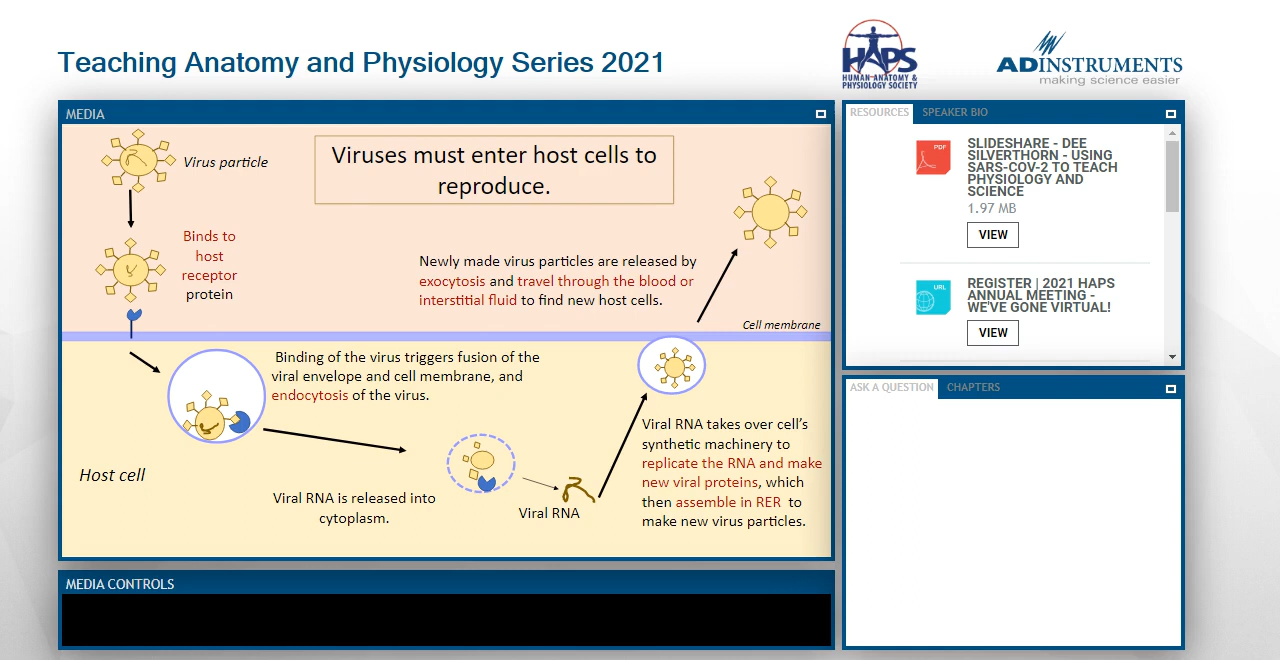 Teaching Anatomy and Physiology Series 2021
HAPS
HUMAN ANATOMY &
PHYSIOLOGY SOCIETY
ADINSTRUMENTS
making science easier
MEDIA
Virus particle
Viruses must enter host cells to
reproduce.
Binds to
host
receptor
protein
Newly made virus particles are released by
exocytosis and travel through the blood or
interstitial fluid to find new host cells.
Cell membrane
Binding of the virus triggers fusion of the
viral envelope and cell membrane, and
endocytosis of the virus.
Host cell
Viral RNA is released into
cytoplasm.
Viral RNA
Viral RNA takes over cell's
synthetic machinery to
replicate the RNA and make
new viral proteins, which
then assemble in RER to
make new virus particles.
MEDIA CONTROLS
RESOURCES
SPEAKER BIO
PDF
SLIDESHARE - DEE
SILVERTHORN - USING
SARS-COV-2 TO TEACH
PHYSIOLOGY AND
SCIENCE
1.97 MB
VIEW
URL
REGISTER | 2021 HAPS
ANNUAL MEETING -
WE'VE GONE VIRTUAL!
VIEW
ASK A QUESTION
CHAPTERS